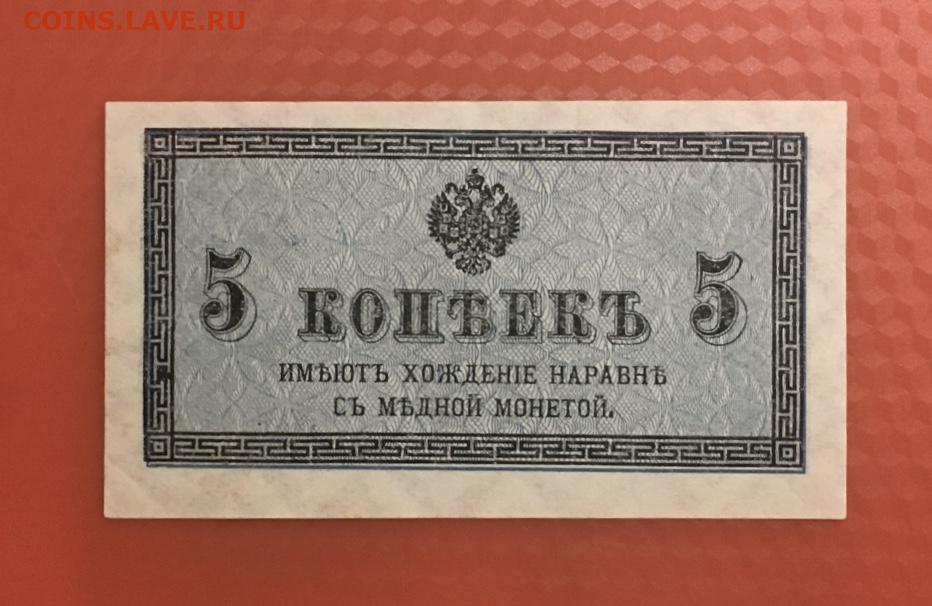 COINS.LAVE.RU
5 КОПѢЕКЪ 5
ИМѢЮТЪ ХОЖДЕНІЕ НАРАВНѢ
СЪ МѢДНОЙ МОНЕТОЙ.